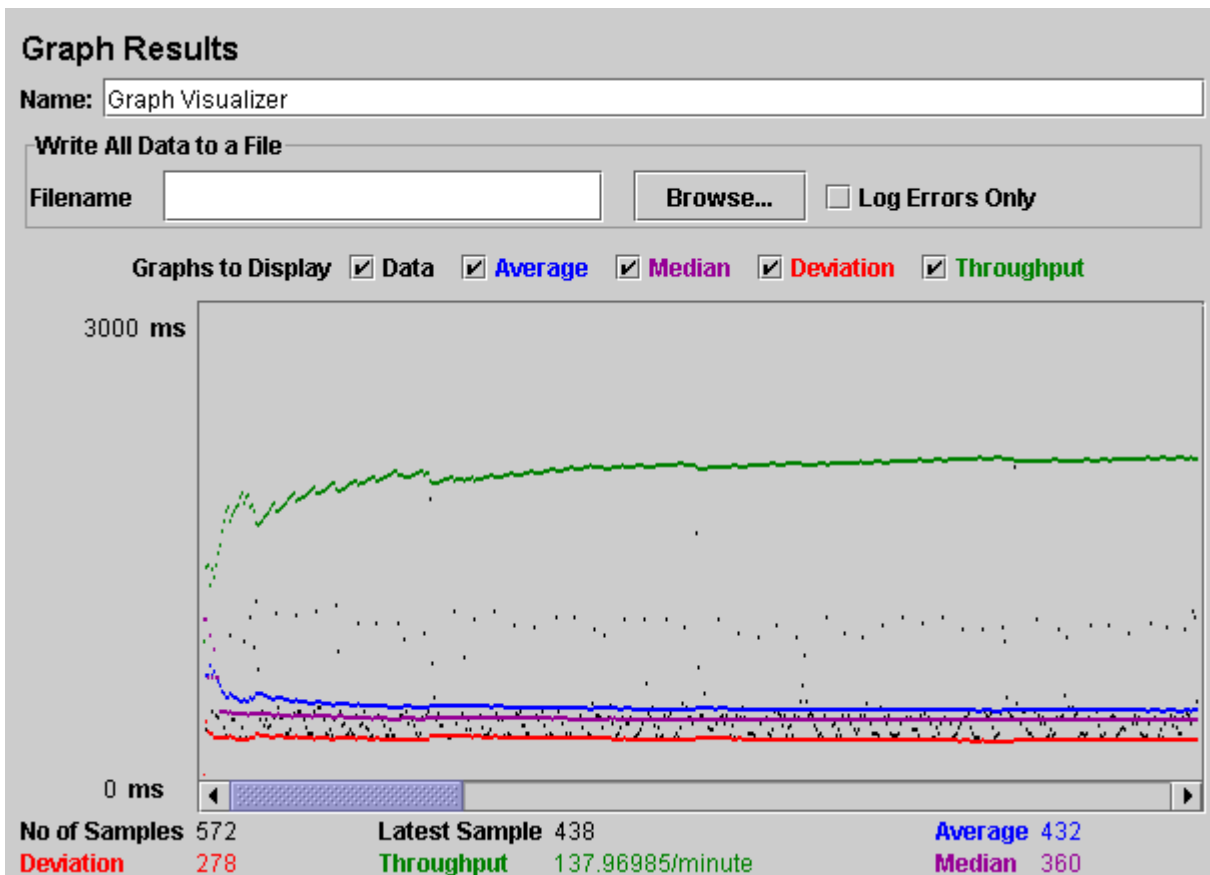 Graph Results
Name: Graph Visualizer
Write All Data to a File
Filename Browse... Log Errors Only
Graphs to Display Data Average Median Deviation Throughput
3000 ms
0 ms
No of Samples 572 Latest Sample 438 Average 432
Deviation 278 Throughput 137.96985/minute Median 360